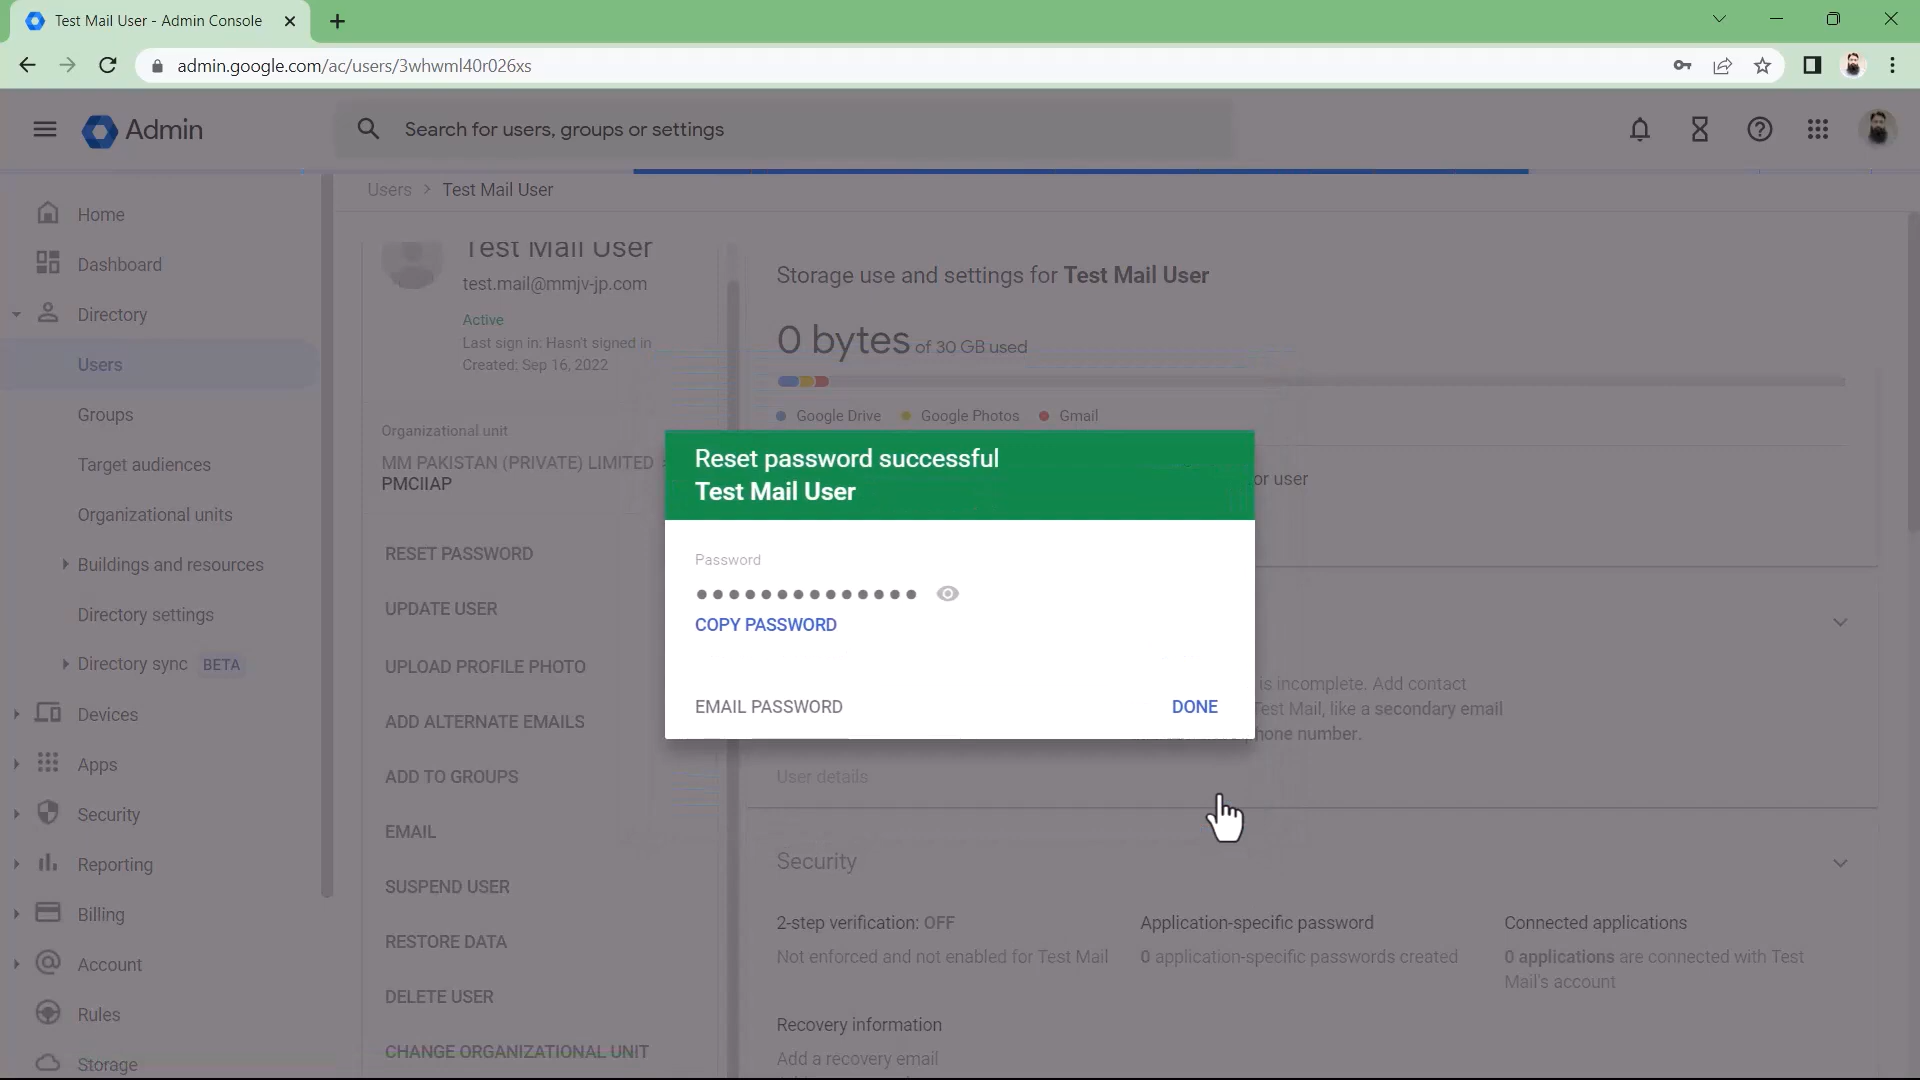 Test Mail User - Admin Console
admin.google.com/ac/users/3whwml40r026xs
Admin
Search for users, groups or settings
Users > Test Mail User
Home
Dashboard
Directory
Users
Groups
Target audiences
Organizational units
Buildings and resources
Directory settings
Directory sync BETA
Devices
Apps
Security
Reporting
Billing
Account
Rules
Storage
Test Mail User
test.mail@mmjv-jp.com
Active
Last sign in: Hasn't signed in
Created: Sep 16, 2022
Organizational unit
MM PAKISTAN (PRIVATE) LIMITED >
PMCIIAP
RESET PASSWORD
UPDATE USER
UPLOAD PROFILE PHOTO
ADD ALTERNATE EMAILS
ADD TO GROUPS
EMAIL
SUSPEND USER
RESTORE DATA
DELETE USER
CHANGE ORGANIZATIONAL UNIT
Storage use and settings for Test Mail User
0 bytes of 30 GB used
Google Drive Google Photos Gmail
or user
Reset password successful
Test Mail User
Password
COPY PASSWORD
EMAIL PASSWORD DONE
is incomplete. Add contact
Test Mail, like a secondary email
phone number.
User details
Security
2-step verification: OFF
Not enforced and not enabled for Test Mail
Application-specific password
0 application-specific passwords created
Connected applications
0 applications are connected with Test
Mail's account
Recovery information
Add a recovery email